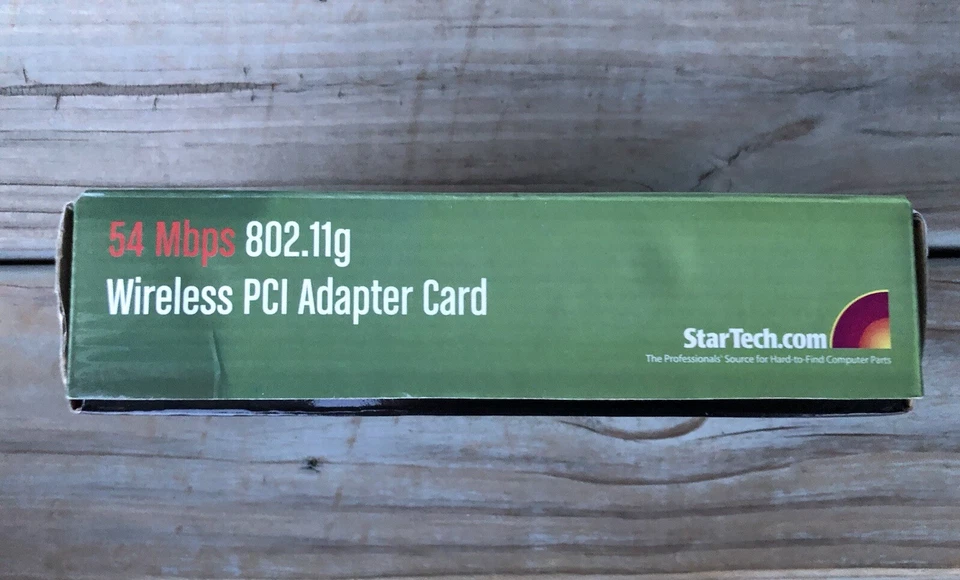 54 Mbps 802.11g
Wireless PCI Adapter Card
StarTech.com
The Professionals' Source for Hard-to-Find Computer Parts